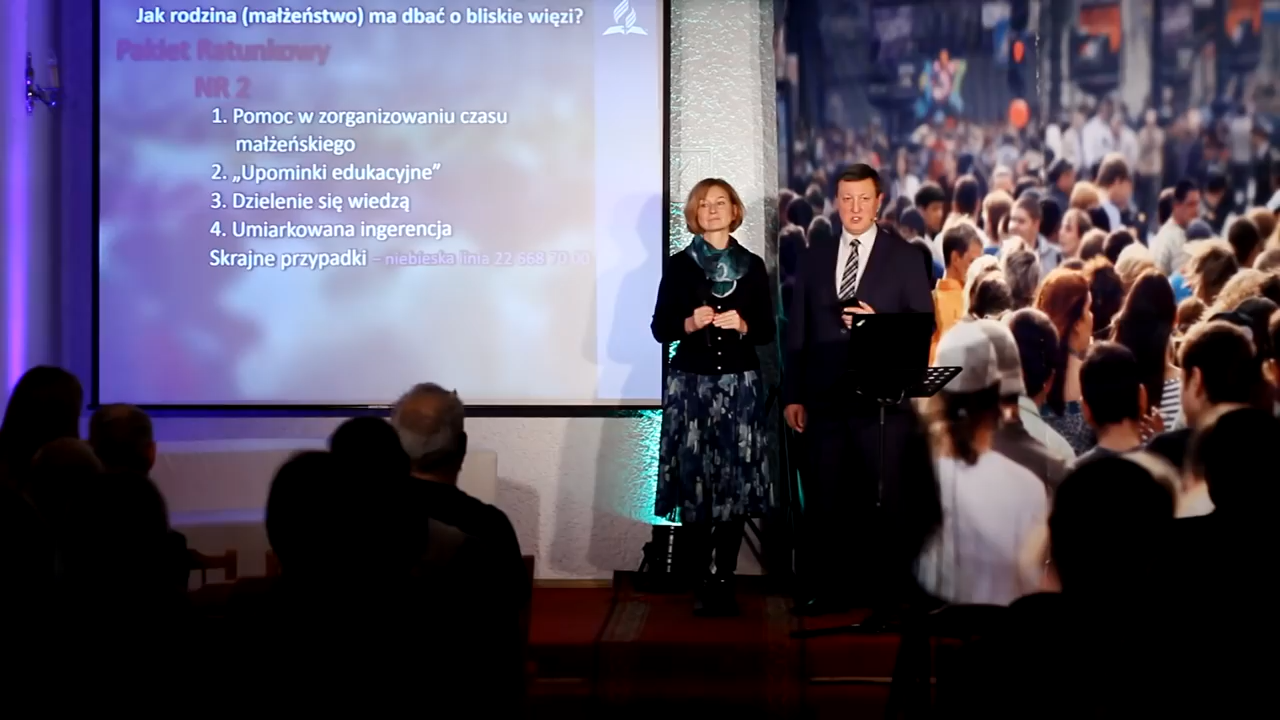 Jak rodzina (małżeństwo) ma dbać o bliskie więzi?
Pakiet Ratunkowy
NR 2
1. Pomoc w zorganizowaniu czasu
małżeńskiego
2. „Upominki edukacyjne”
3. Dzielenie się wiedzą
4. Umiarkowana ingerencja
Skrajne przypadki – niebieska linia 22 668 70 00